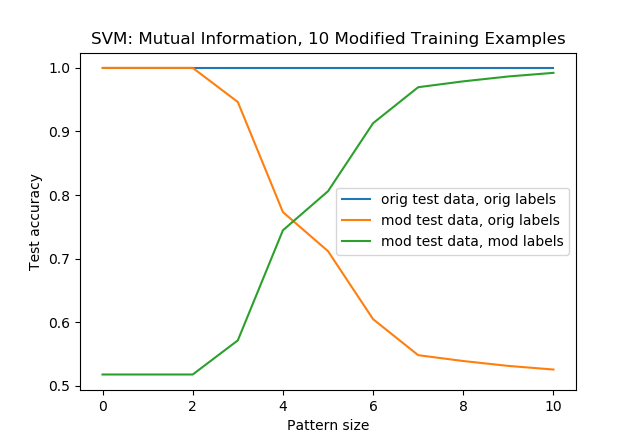 SVM: Mutual Information, 10 Modified Training Examples
1.0
0.9
0.8
0.7
0.6
0.5
Test accuracy
orig test data, orig labels
mod test data, orig labels
mod test data, mod labels
0 2 4 6 8 10
Pattern size